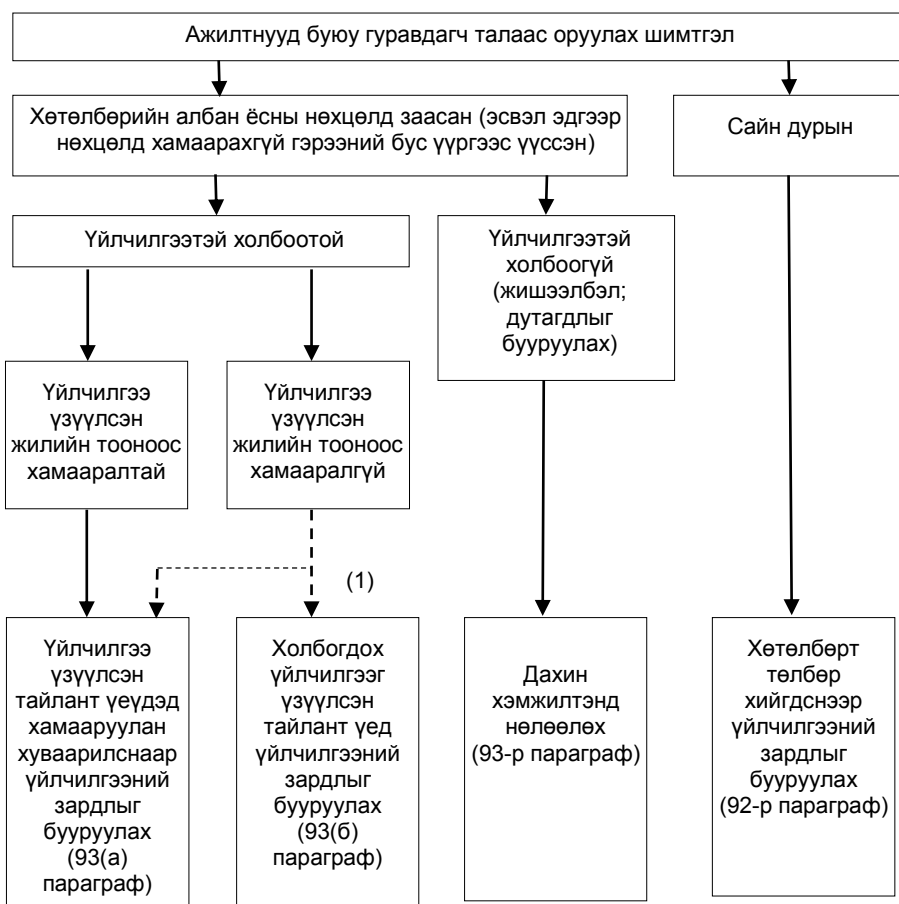 Ажилтнууд буюу гуравдагч талаас оруулах шимтгэл
Хөтөлбөрийн албан ёсны нөхцөлд заасан (эсвэл эдгээр
нөхцөлд хамаарахгүй гэрээний бус үүргээс үүссэн)
Сайн дурын
Үйлчилгээтэй холбоотой
Үйлчилгээтэй
холбоогүй
(жишээлбэл;
дутагдлыг
бууруулах)
Үйлчилгээ
үзүүлсэн
жилийн тооноос
хамааралтай
Үйлчилгээ
үзүүлсэн
жилийн тооноос
хамааралгүй
(1)
Үйлчилгээ
үзүүлсэн
тайлант үеүдэд
хамааруулан
хуваарилснаар
үйлчилгээний
зардлыг
бууруулах
(93(а)
параграф)
Холбогдох
үйлчилгээг
үзүүлсэн
тайлант үед
үйлчилгээний
зардлыг
бууруулах
(93(б)
параграф)
Дахин
хэмжилтэнд
нөлөөлөх
(93-р параграф)
Хөтөлбөрт
төлбөр
хийгдснээр
үйлчилгээний
зардлыг
бууруулах
(92-р параграф)